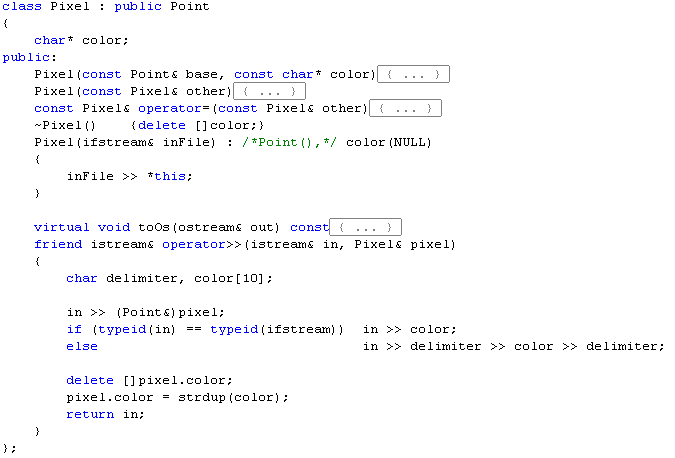 class Pixel : public Point
{
    char* color;
public:
    Pixel(const Point& base, const char* color){ ... }
    Pixel(const Pixel& other){ ... }
    const Pixel& operator=(const Pixel& other){ ... }
    ~Pixel()    {delete []color;}
    Pixel(ifstream& inFile) : /*Point(),*/ color(NULL)
    {
        inFile >> *this;
    }

    virtual void toOs(ostream& out) const{ ... }
    friend istream& operator>>(istream& in, Pixel& pixel)
    {
        char delimiter, color[10];

        in >> (Point&)pixel;
        if (typeid(in) == typeid(ifstream))  in >> color;
        else                                 in >> delimiter >> color >> delimiter;

        delete []pixel.color;
        pixel.color = strdup(color);
        return in;
    }
};